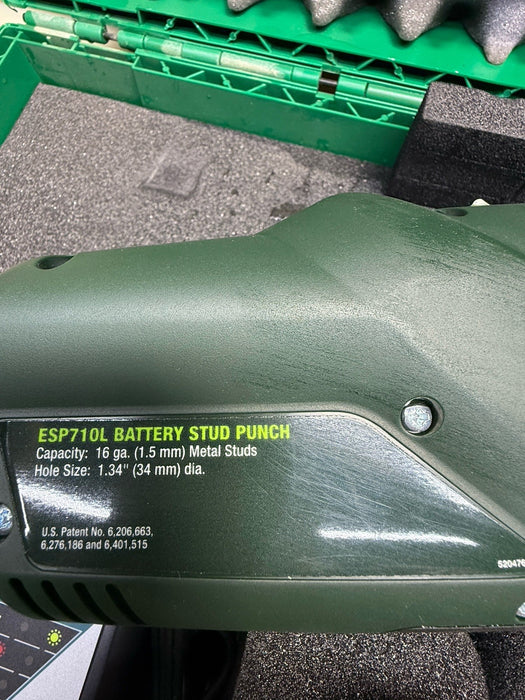 ESP710L BATTERY STUD PUNCH
Capacity: 16 ga. (1.5 mm) Metal Studs
Hole Size: 1.34" (34 mm) dia.
U.S. Patent No. 6,206,663,
6,276,186 and 6,401,515